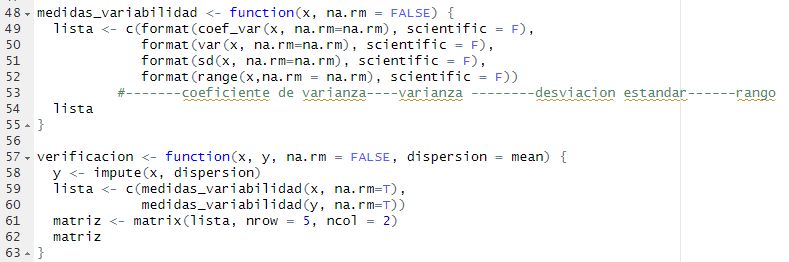 48 medidas_variabilidad <- function(x, na.rm = FALSE) {
49 lista <- c(format(coef_var(x, na.rm=na.rm), scientific = F),
50 format(var(x, na.rm=na.rm), scientific = F),
51 format(sd(x, na.rm=na.rm), scientific = F),
52 format(range(x,na.rm = na.rm), scientific = F))
53 #-------coeficiente de varianza----varianza --------desviacion estandar------rango
54 lista
55 }
56
57 verificacion <- function(x, y, na.rm = FALSE, dispersion = mean) {
58 y <- impute(x, dispersion)
59 lista <- c(medidas_variabilidad(x, na.rm=T),
60 medidas_variabilidad(y, na.rm=T))
61 matriz <- matrix(lista, nrow = 5, ncol = 2)
62 matriz
63 }